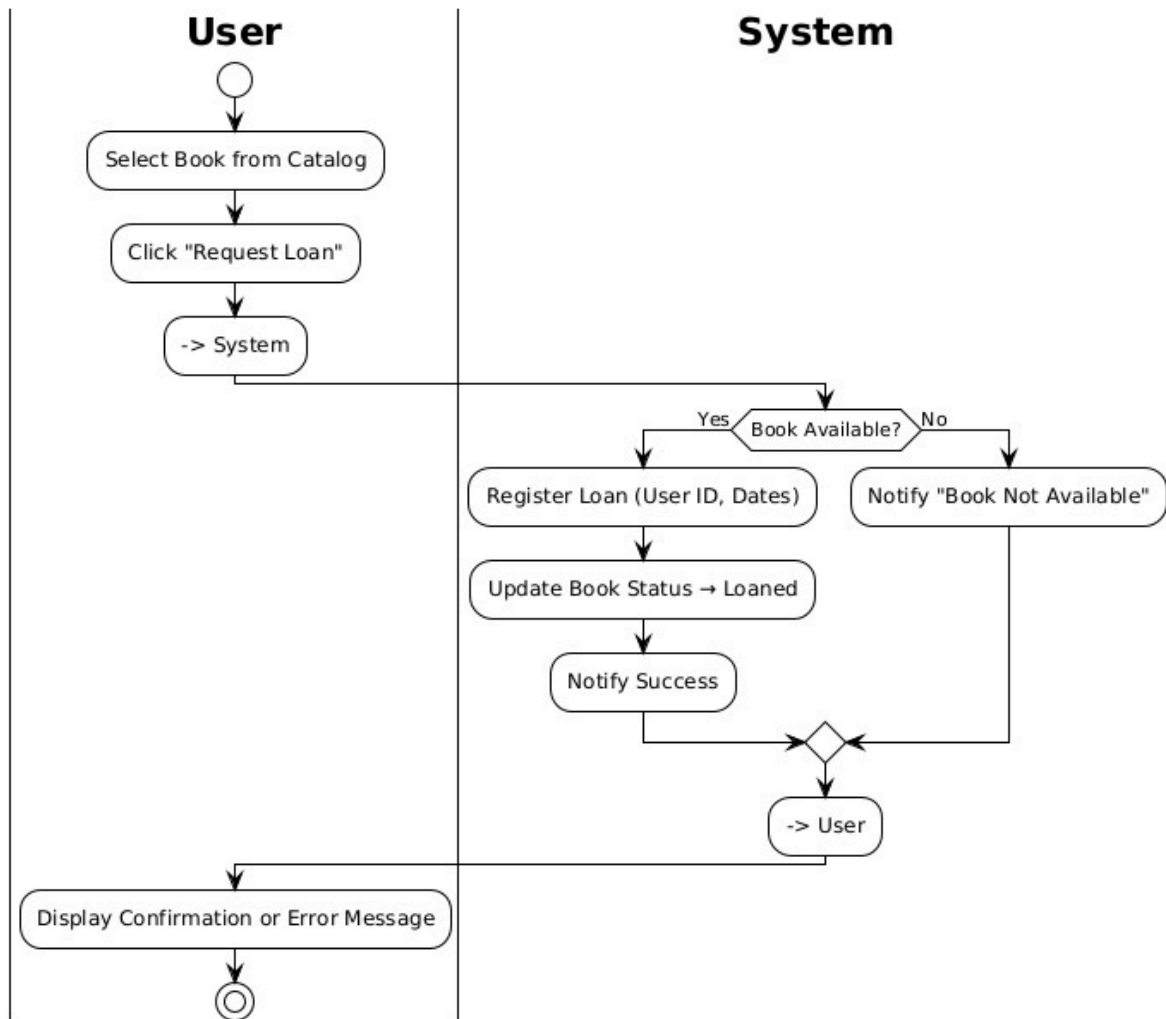 User
System
Select Book from Catalog
Click "Request Loan"
-> System
Book Available?
Yes
No
Register Loan (User ID, Dates)
Notify "Book Not Available"
Update Book Status → Loaned
Notify Success
-> User
Display Confirmation or Error Message